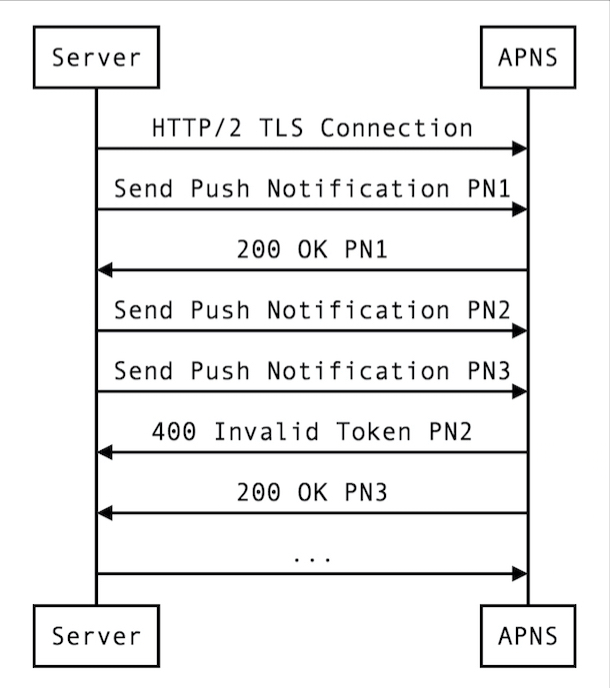 Server APNS
HTTP/2 TLS Connection
Send Push Notification PN1
200 OK PN1
Send Push Notification PN2
Send Push Notification PN3
400 Invalid Token PN2
200 OK PN3
...
Server APNS